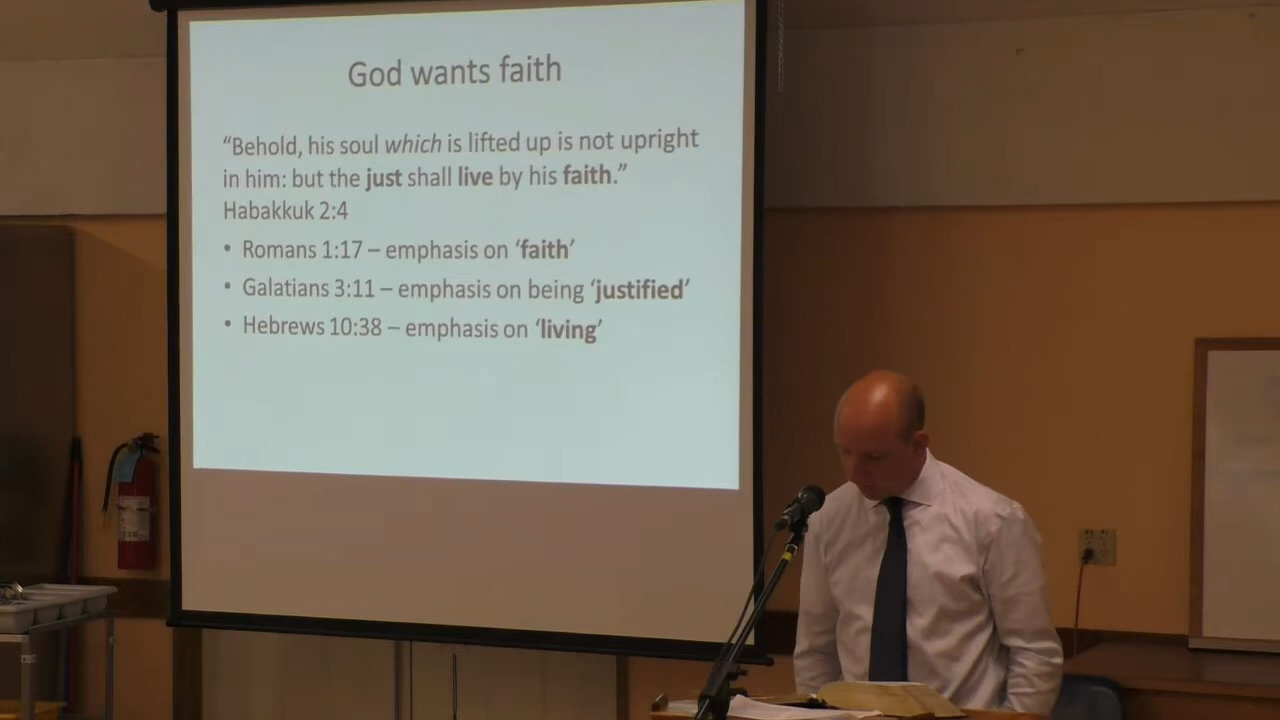 God wants faith
“Behold, his soul which is lifted up is not upright
in him: but the just shall live by his faith.”
Habakkuk 2:4
• Romans 1:17 – emphasis on ‘faith’
• Galatians 3:11 – emphasis on being ‘justified’
• Hebrews 10:38 – emphasis on ‘living’